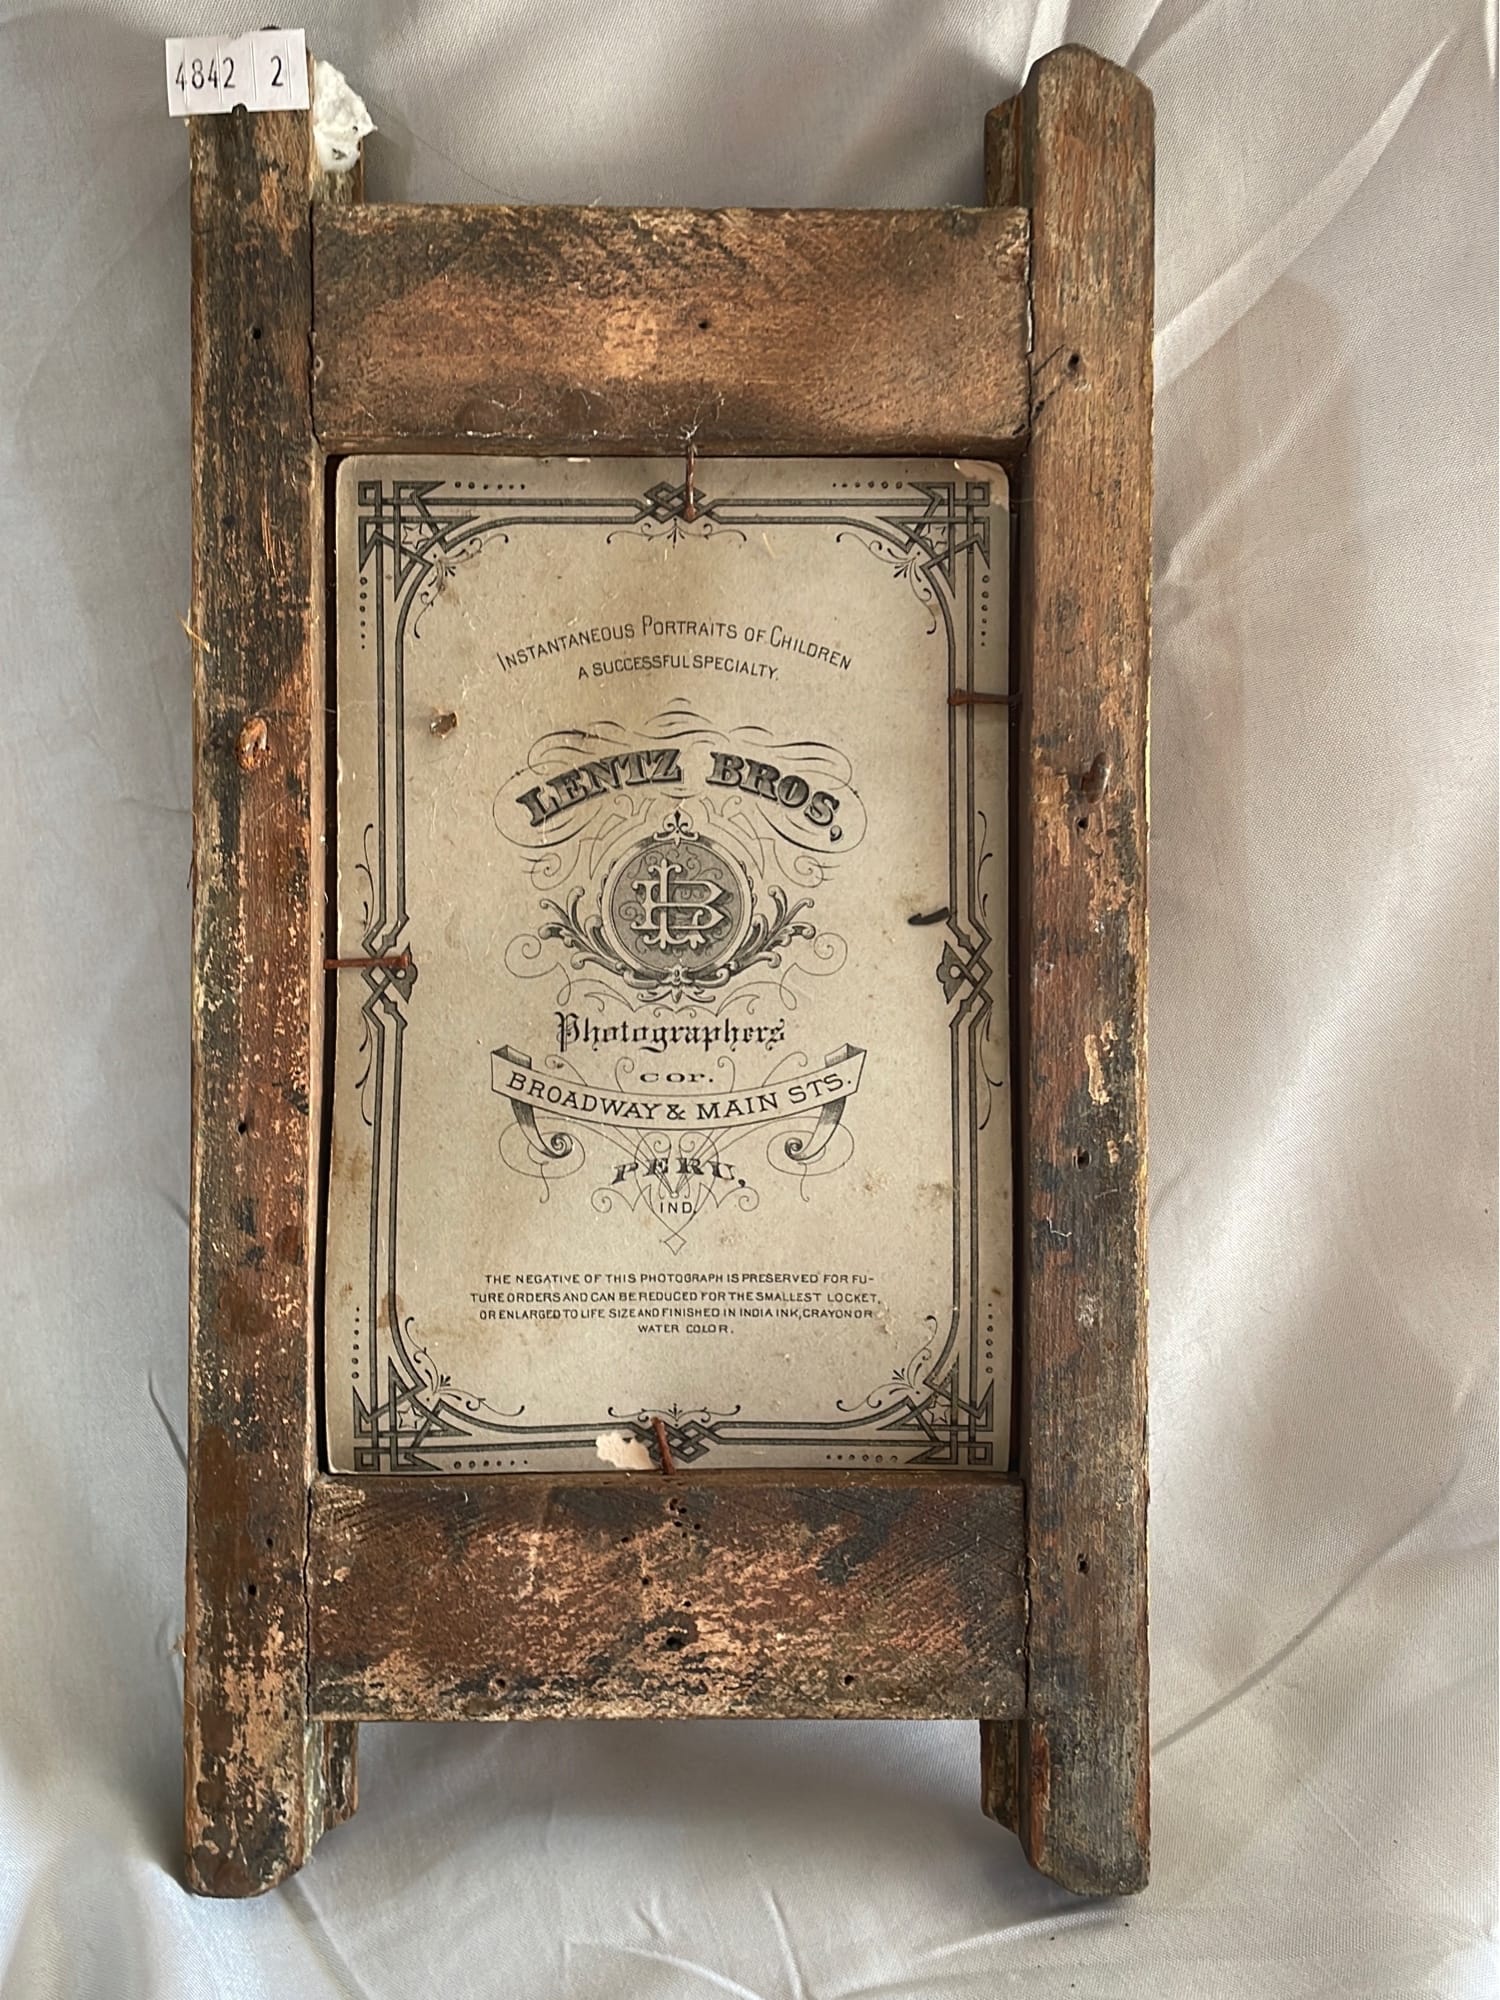 4842 2
INSTANTANEOUS PORTRAITS OF CHILDREN
A SUCCESSFUL SPECIALTY.
LENTZ BROS,
LB
Photographers
cor.
BROADWAY & MAIN STS.
PERU,
IND.
THE NEGATIVE OF THIS PHOTOGRAPH IS PRESERVED FOR FU-
TURE ORDERS AND CAN BE REDUCED FOR THE SMALLEST LOCKET,
OR ENLARGED TO LIFE SIZE AND FINISHED IN INDIA INK, CRAYON OR
WATER COLOR.